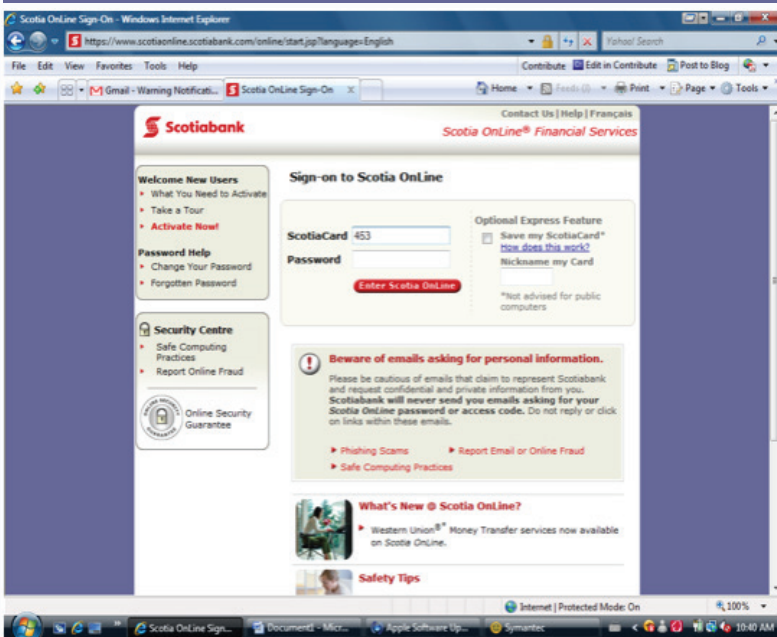 Scotia OnLine Sign-On - Windows Internet Explorer
https://www.scotiaonline.scotiabank.com/online/start.jsp?language=English
Yahoo! Search
File Edit View Favorites Tools Help
Contribute Edit in Contribute Post to Blog
Gmail - Warning Notificati... Scotia OnLine Sign-On x
Home Feeds (J) Print Page Tools
Contact Us | Help | Français
Scotiabank
Scotia OnLine® Financial Services
Welcome New Users
What You Need to Activate
Take a Tour
Activate Now!
Password Help
Change Your Password
Forgotten Password
Security Centre
Safe Computing
Practices
Report Online Fraud
ONLINE SECURITY
GUARANTEE
Online Security
Guarantee
Sign-on to Scotia OnLine
ScotiaCard 453
Password
Enter Scotia OnLine
Optional Express Feature
Save my ScotiaCard*
How does this work?
Nickname my Card
*Not advised for public
computers
Beware of emails asking for personal information.
Please be cautious of emails that claim to represent Scotiabank
and request confidential and private information from you.
Scotiabank will never send you emails asking for your
Scotia OnLine password or access code. Do not reply or click
on links within these emails.
Phishing Scams Report Email or Online Fraud
Safe Computing Practices
What's New @ Scotia OnLine?
Western Union®* Money Transfer services now available
on Scotia OnLine.
Safety Tips
Internet | Protected Mode: On 100%
Scotia OnLine Sign... Document1 - Micr... Apple Software Up... Symantec 10:40 AM